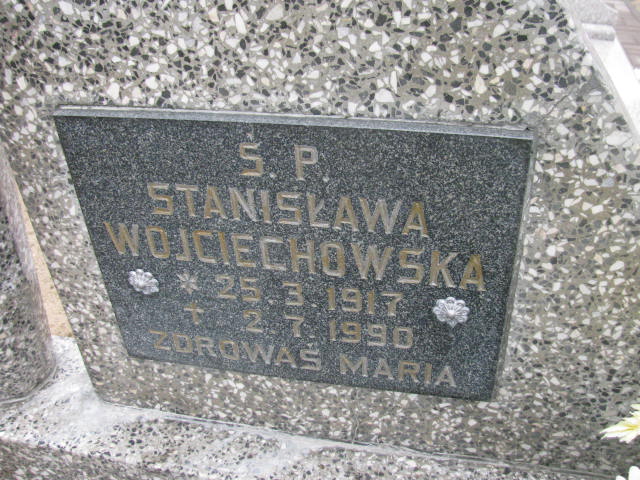 Ś. P.
STANISŁAWA
WOJCIECHOWSKA
* 25.3.1917
+ 2.7.1990
ZDROWAŚ MARIA